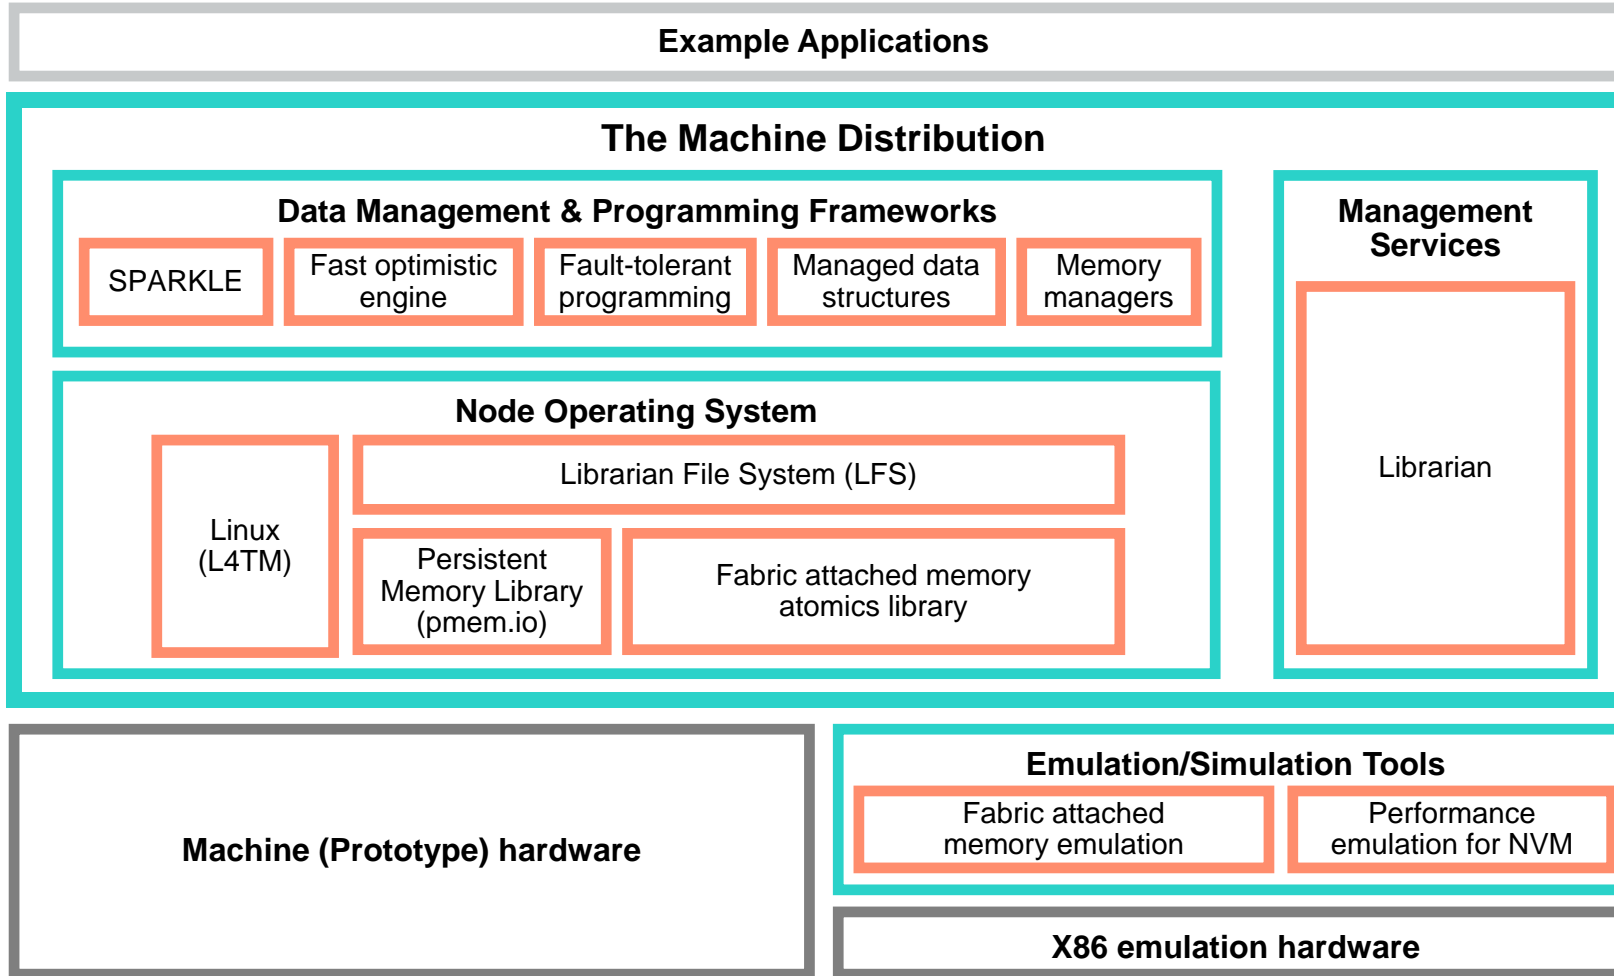 Example Applications
The Machine Distribution
Data Management & Programming Frameworks
SPARKLE
Fast optimistic
engine
Fault-tolerant
programming
Managed data
structures
Memory
managers
Management
Services
Librarian
Node Operating System
Linux
(L4TM)
Librarian File System (LFS)
Persistent
Memory Library
(pmem.io)
Fabric attached memory
atomics library
Machine (Prototype) hardware
Emulation/Simulation Tools
Fabric attached
memory emulation
Performance
emulation for NVM
X86 emulation hardware